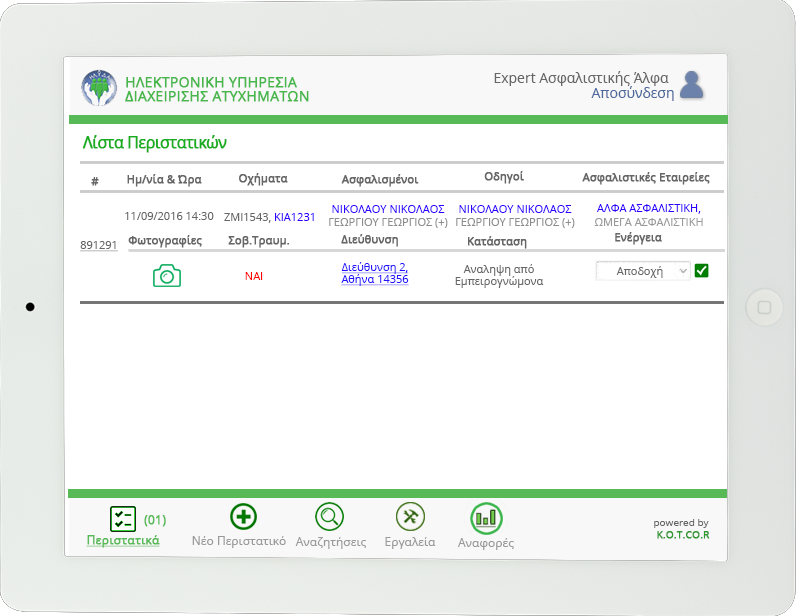 ΗΛΕΚΤΡΟΝΙΚΗ ΥΠΗΡΕΣΙΑ
ΔΙΑΧΕΙΡΙΣΗΣ ΑΤΥΧΗΜΑΤΩΝ
Expert Ασφαλιστικής Άλφα
Αποσύνδεση
Λίστα Περιστατικών
# Ημ/νία & Ώρα Οχήματα Ασφαλισμένοι Οδηγοί Ασφαλιστικές Εταιρείες
11/09/2016 14:30 ZMI1543, KIA1231 ΝΙΚΟΛΑΟΥ ΝΙΚΟΛΑΟΣ ΝΙΚΟΛΑΟΥ ΝΙΚΟΛΑΟΣ ΑΛΦΑ ΑΣΦΑΛΙΣΤΙΚΗ,
ΓΕΩΡΓΙΟΥ ΓΕΩΡΓΙΟΣ (+) ΓΕΩΡΓΙΟΥ ΓΕΩΡΓΙΟΣ (+) ΩΜΕΓΑ ΑΣΦΑΛΙΣΤΙΚΗ
891291 Φωτογραφίες Σοβ.Τραυμ. Διεύθυνση Κατάσταση Ενέργεια
ΝΑΙ Διεύθυνση 2, Αναληψη από Αποδοχή
Αθήνα 14356 Εμπειρογνώμονα
(01)
Περιστατικά Νέο Περιστατικό Αναζητήσεις Εργαλεία Αναφορές
powered by
K.O.T.CO.R